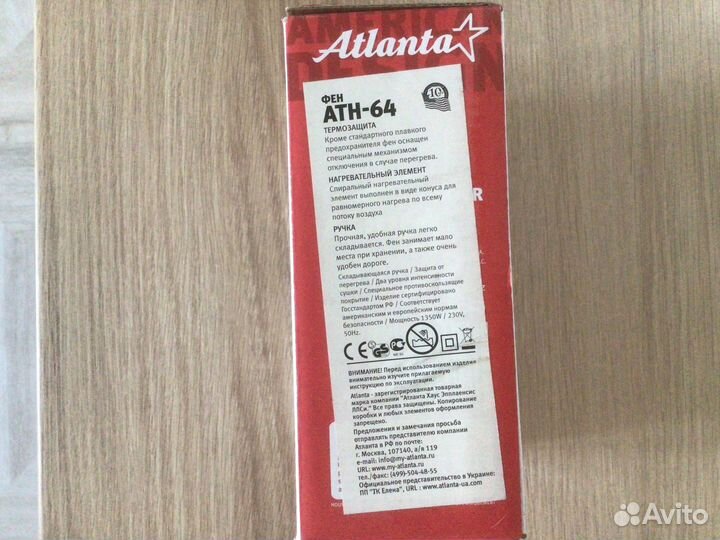 AMERICAN
DESIGN
Atlanta
10
ФЕН
ATH-64
ТЕРМОЗАЩИТА
Кроме стандартного плавкого
предохранителя фен оснащен
специальным механизмом
отключения в случае перегрева.
НАГРЕВАТЕЛЬНЫЙ ЭЛЕМЕНТ
Спиральный нагревательный
элемент выполнен в виде конуса для
равномерного нагрева по всему
потоку воздуха
R
РУЧКА
Прочная, удобная ручка легко
складывается. Фен занимает мало
места при хранении, а также очень
удобен дороге.
Складывающаяся ручка / Защита от
перегрева / Два уровня интенсивности
сушки / Специальное противоскользящее
покрытие / Изделие сертифицировано
Госстандартом РФ / Соответствует
американским и европейским нормам
безопасности / Мощность 1350W / 230V,
50Hz.
CE GS
ВНИМАНИЕ! Перед использованием изделия
внимательно изучите прилагаемую
инструкцию по эксплуатации.
Atlanta - зарегистрированная товарная
марка компании "Атланта Хаус Эпплаенсис
ЛЛСи." Все права защищены. Копирование
коробки и любых элементов оформления
запрещено.
Предложения и замечания просьба
отправлять представителю компании
Атланта в РФ по почте:
г. Москва, 107140, а/я 119
e-mail: info@my-atlanta.ru
URL: www.my-atlanta.ru
тел./факс: (499)-504-48-55
Официальное представительство в Украине:
ПП "ТК Елена", URL : www.atlanta-ua.com
Avito